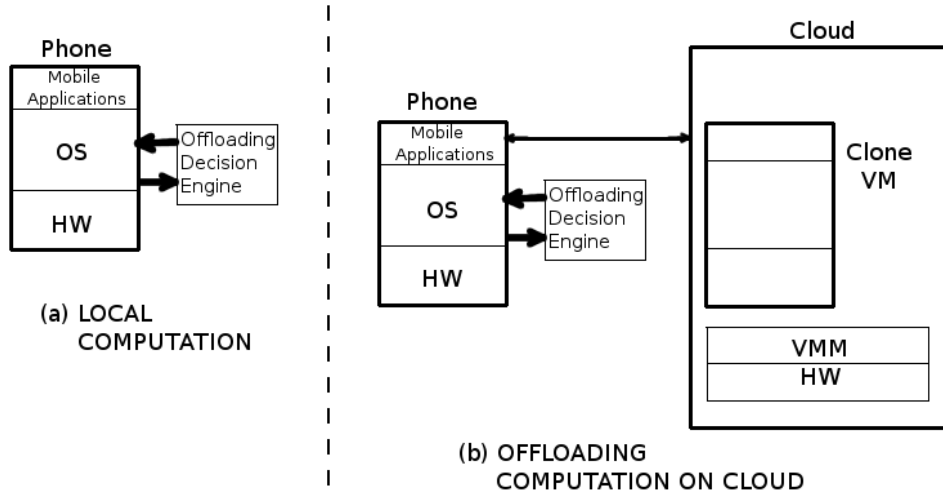 Phone
Mobile
Applications
OS
HW
Offloading
Decision
Engine
(a) LOCAL
COMPUTATION
Phone
Mobile
Applications
OS
HW
Offloading
Decision
Engine
Cloud
Clone
VM
VMM
HW
(b) OFFLOADING
COMPUTATION ON CLOUD